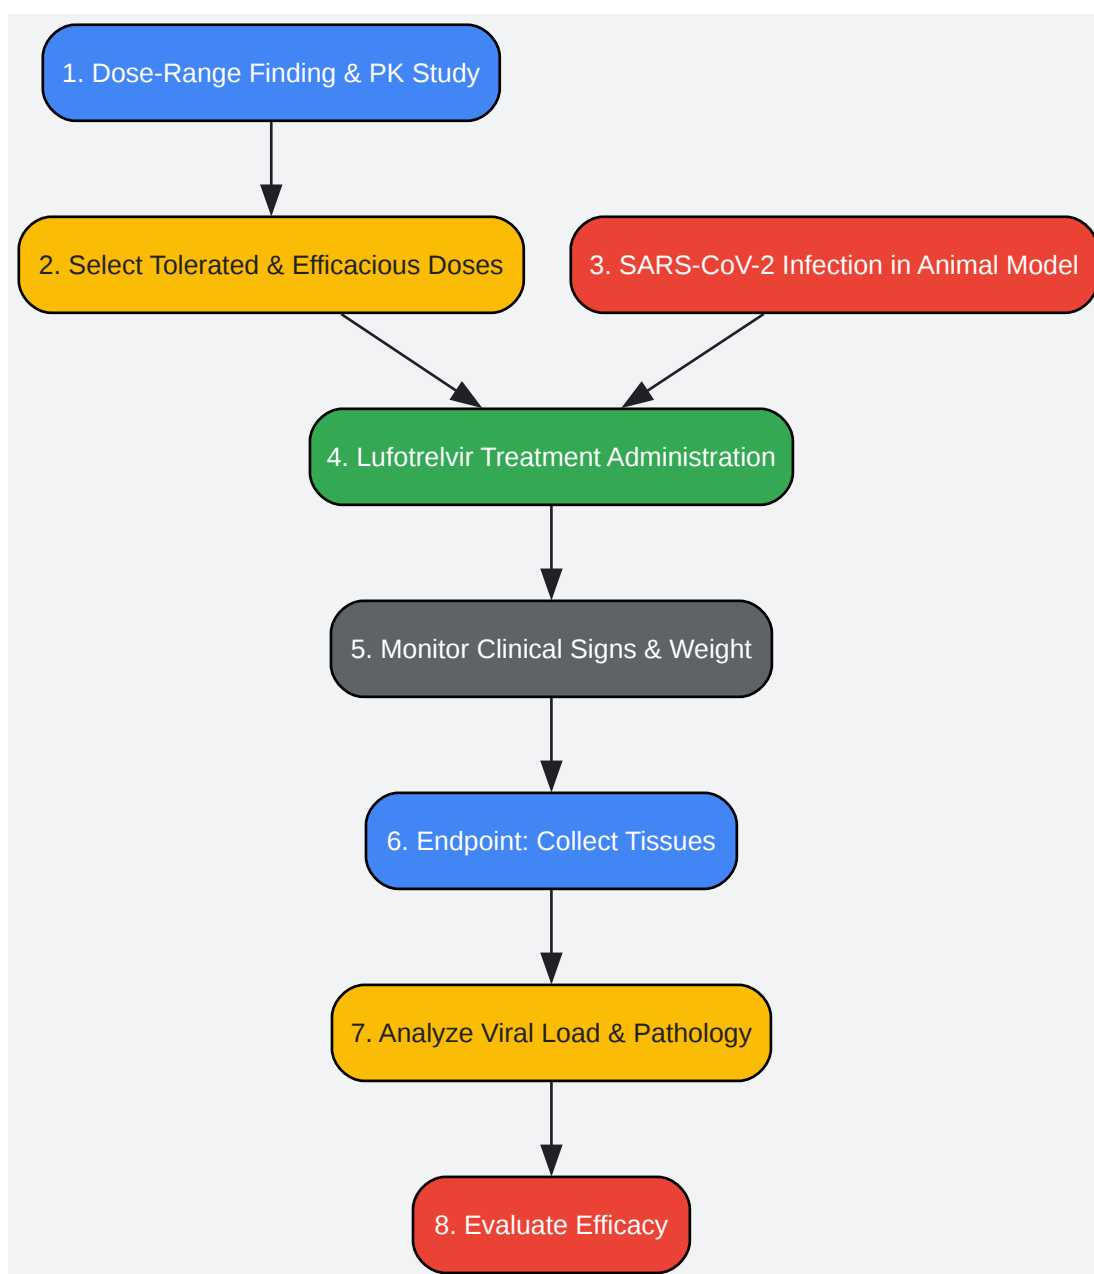 1. Dose-Range Finding & PK Study
2. Select Tolerated & Efficacious Doses
3. SARS-CoV-2 Infection in Animal Model
4. Lufotrelvir Treatment Administration
5. Monitor Clinical Signs & Weight
6. Endpoint: Collect Tissues
7. Analyze Viral Load & Pathology
8. Evaluate Efficacy